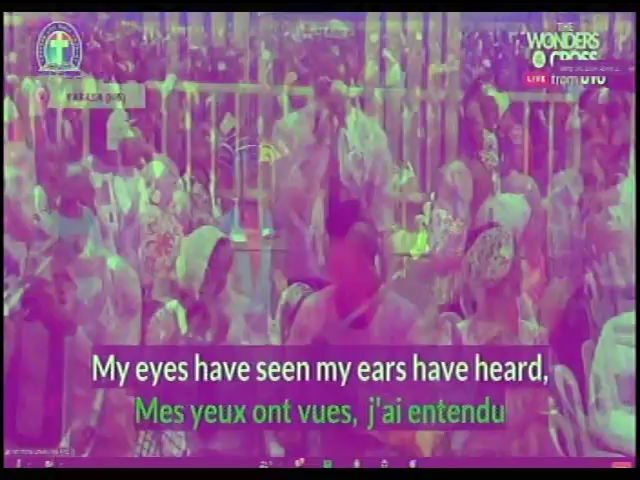 THE
WONDERS
CROSS
LIVE from UYO
My eyes have seen my ears have heard,
Mes yeux ont vues, j'ai entendu